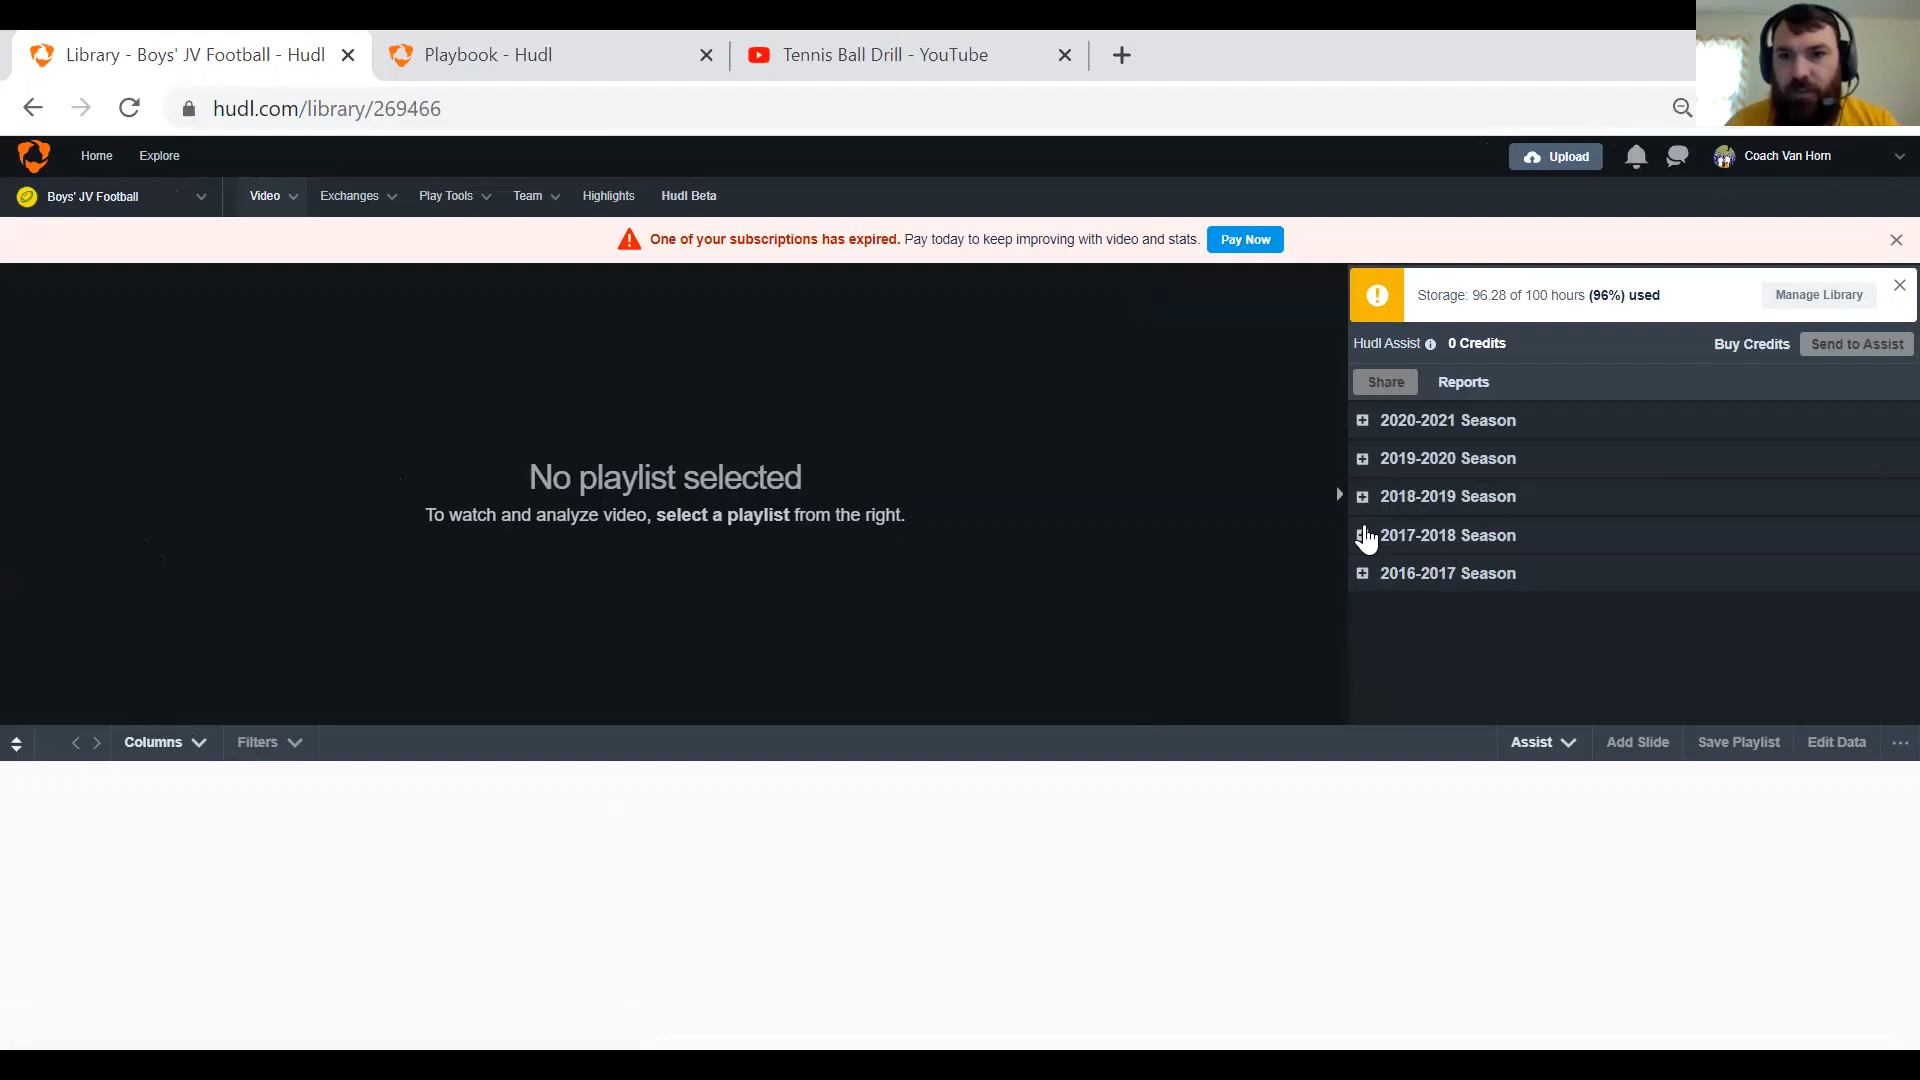 Library - Boys' JV Football - Hudl
Playbook - Hudl
Tennis Ball Drill - YouTube
hudl.com/library/269466
Home
Explore
Upload
Coach Van Horn
Boys' JV Football
Video
Exchanges
Play Tools
Team
Highlights
Hudl Beta
One of your subscriptions has expired. Pay today to keep improving with video and stats.
Pay Now
Storage: 96.28 of 100 hours (96%) used
Manage Library
Hudl Assist
0 Credits
Buy Credits
Send to Assist
Share
Reports
2020-2021 Season
2019-2020 Season
2018-2019 Season
2017-2018 Season
2016-2017 Season
No playlist selected
To watch and analyze video, select a playlist from the right.
Columns
Filters
Assist
Add Slide
Save Playlist
Edit Data